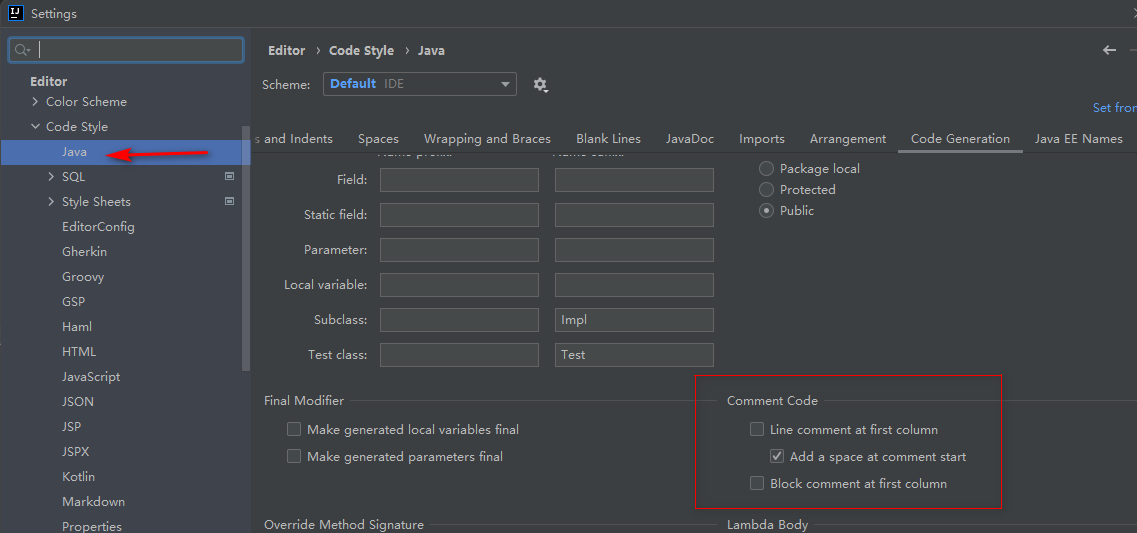 Settings
Editor
Color Scheme
Code Style
Java
SQL
Style Sheets
EditorConfig
Gherkin
Groovy
GSP
Haml
HTML
JavaScript
JSON
JSP
JSPX
Kotlin
Markdown
Properties
Editor › Code Style › Java
Scheme: Default IDE
Set from
s and Indents Spaces Wrapping and Braces Blank Lines JavaDoc Imports Arrangement Code Generation Java EE Names
Name prefix: Name suffix:
Field:
Static field:
Parameter:
Local variable:
Subclass: Impl
Test class: Test
Package local
Protected
Public
Final Modifier
Make generated local variables final
Make generated parameters final
Comment Code
Line comment at first column
Add a space at comment start
Block comment at first column
Override Method Signature
Lambda Body